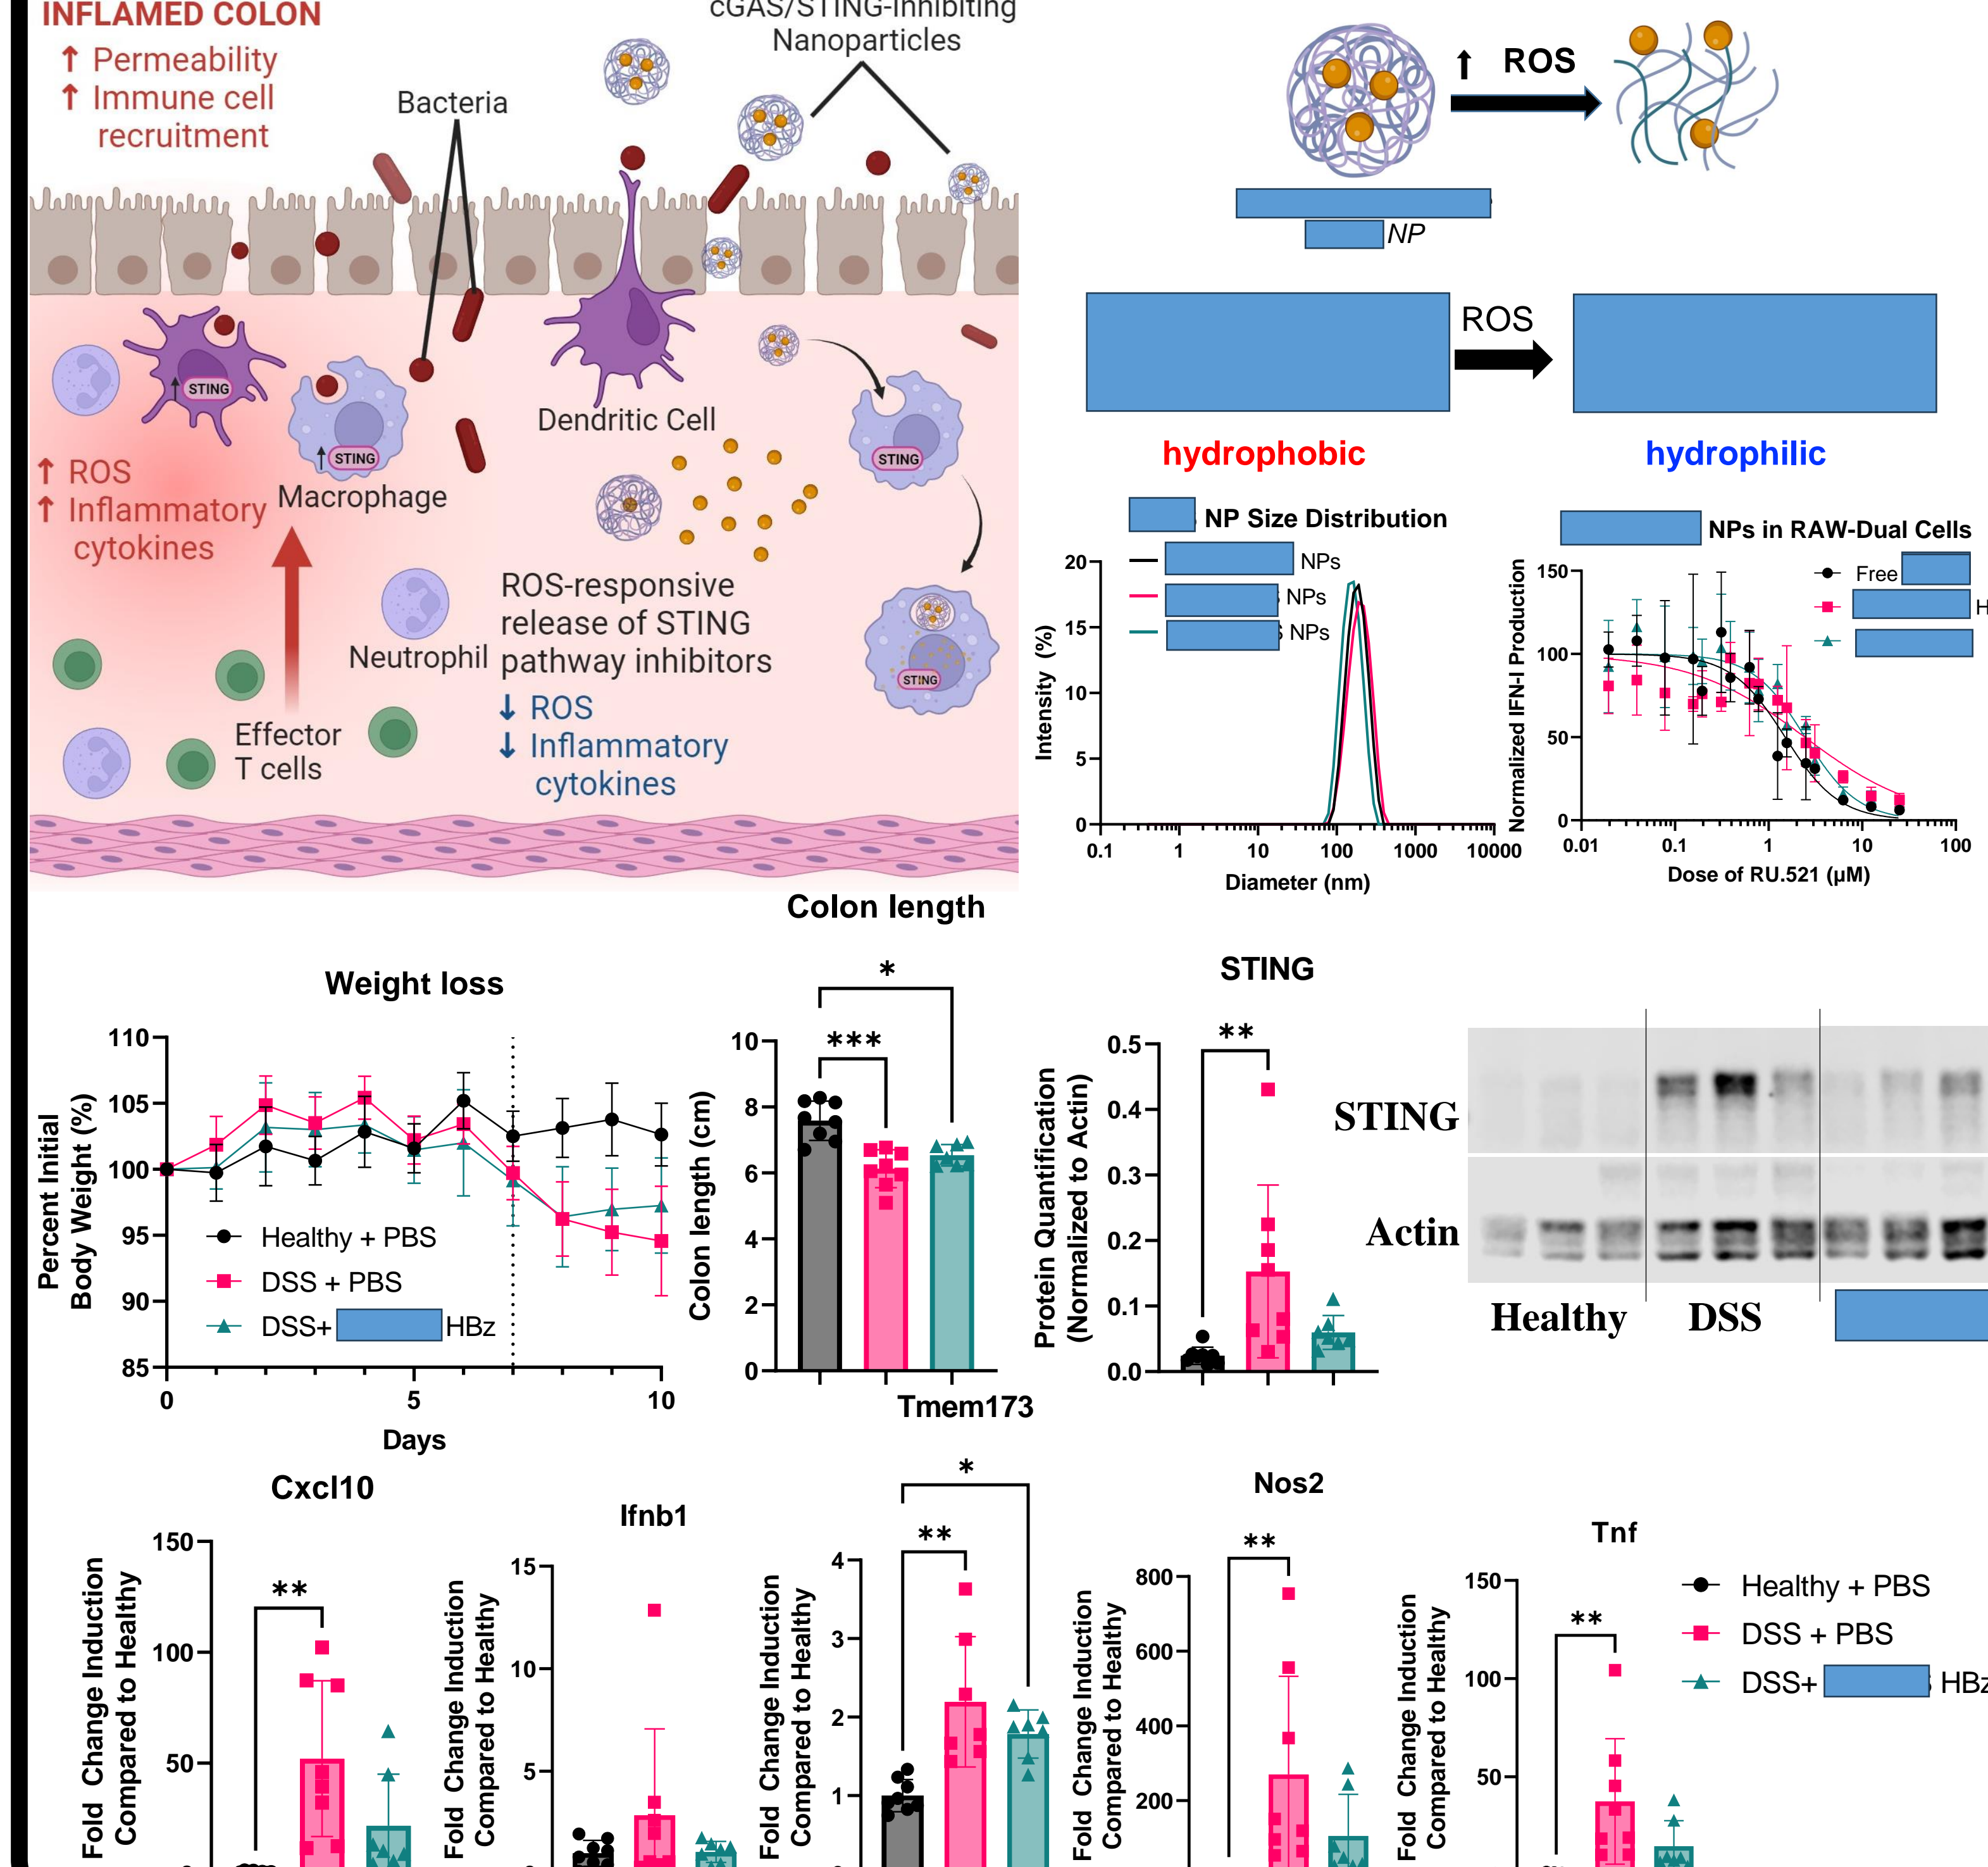 INFLAMED COLON
↑ Permeability
↑ Immune cell
recruitment
Bacteria
cGAS/STING-Inhibiting
Nanoparticles
STING
STING
Dendritic Cell
STING
↑ ROS
↑ Inflammatory
cytokines
Macrophage
Neutrophil
ROS-responsive
release of STING
pathway inhibitors
STING
Effector
T cells
↓ ROS
↓ Inflammatory
cytokines
↑ ROS
NP
ROS
hydrophobic
hydrophilic
NP Size Distribution
NPs
NPs
NPs
Intensity (%)
20
15
10
5
0
0.1 1 10 100 1000 10000
Diameter (nm)
NPs in RAW-Dual Cells
Free
Normalized IFN-I Production
150
100
50
0
0.01 0.1 1 10 100
Dose of RU.521 (μM)
Weight loss
Percent Initial
Body Weight (%)
110
105
100
95
90
85
Healthy + PBS
DSS + PBS
DSS+ HBz
0 5 10
Days
Colon length
*
***
Colon length (cm)
10
8
6
4
2
0
STING
**
Protein Quantification
(Normalized to Actin)
0.5
0.4
0.3
0.2
0.1
0.0
STING
Actin
Healthy DSS
Cxcl10
**
Fold Change Induction
Compared to Healthy
150
100
50
Ifnb1
Fold Change Induction
Compared to Healthy
15
10
5
Tmem173
*
**
Fold Change Induction
Compared to Healthy
4
3
2
1
Nos2
**
Fold Change Induction
Compared to Healthy
800
600
400
200
Tnf
**
Fold Change Induction
Compared to Healthy
150
100
50
Healthy + PBS
DSS + PBS
DSS+ HBz